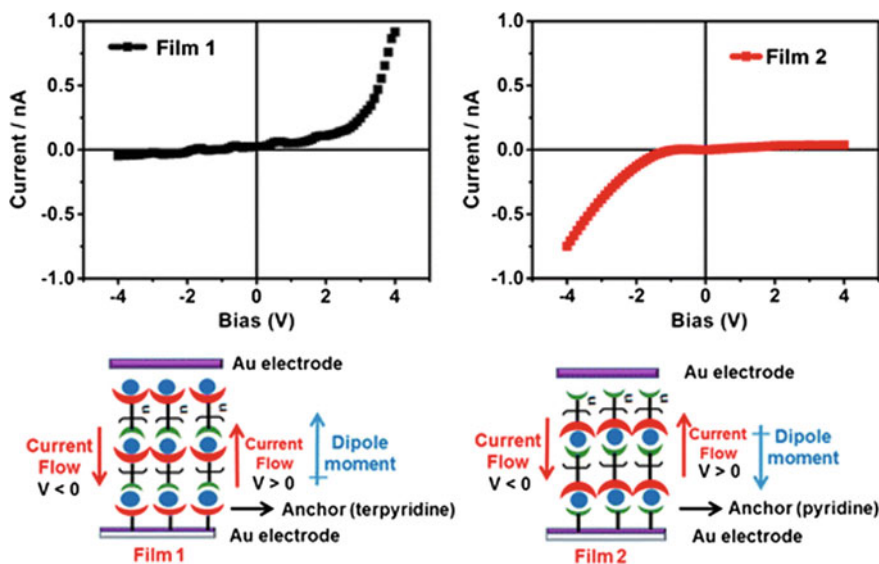 1.0
0.5
0.0
-0.5
-1.0
Current / nA
Film 1
-4 -2 0 2 4
Bias (V)
1.0
0.5
0.0
-0.5
-1.0
Current / nA
Film 2
-4 -2 0 2 4
Bias (V)
Au electrode
n n n
Current
Flow
V < 0
Current
Flow
V > 0
Dipole
moment
Anchor (terpyridine)
Au electrode
Film 1
Au electrode
n n n
Current
Flow
V < 0
Current
Flow
V > 0
Dipole
moment
Anchor (pyridine)
Au electrode
Film 2